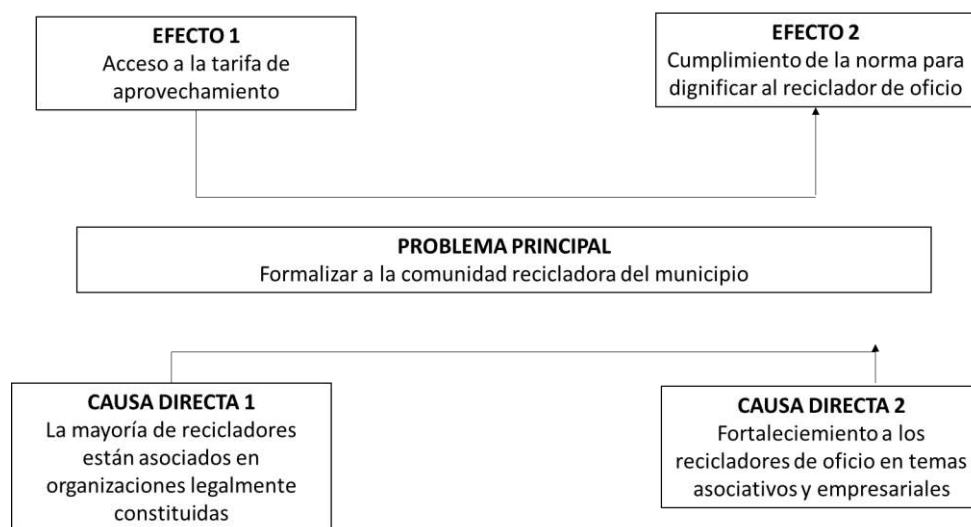 EFECTO 1
Acceso a la tarifa de
aprovechamiento
EFECTO 2
Cumplimiento de la norma para
dignificar al reciclador de oficio
PROBLEMA PRINCIPAL
Formalizar a la comunidad recicladora del municipio
CAUSA DIRECTA 1
La mayoría de recicladores
están asociados en
organizaciones legalmente
constituidas
CAUSA DIRECTA 2
Fortaleciemiento a los
recicladores de oficio en temas
asociativos y empresariales